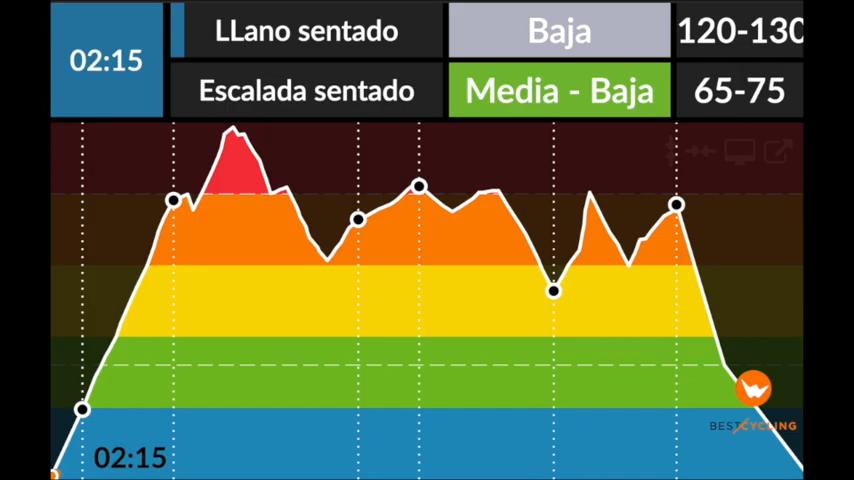 02:15
LLano sentado
Baja
120-130
Escalada sentado
Media - Baja
65-75
BESTCYCLING
02:15